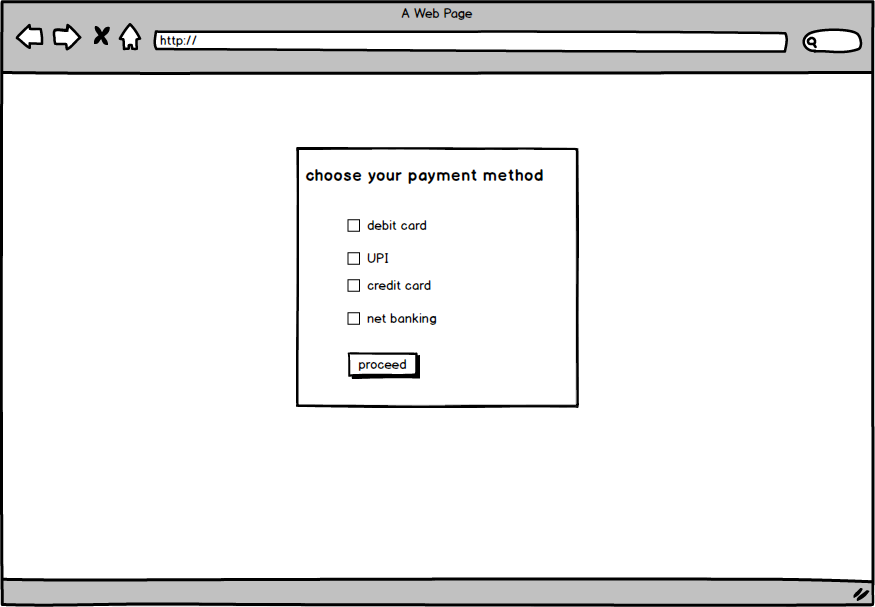 A Web Page
http://
choose your payment method
debit card
UPI
credit card
net banking
proceed